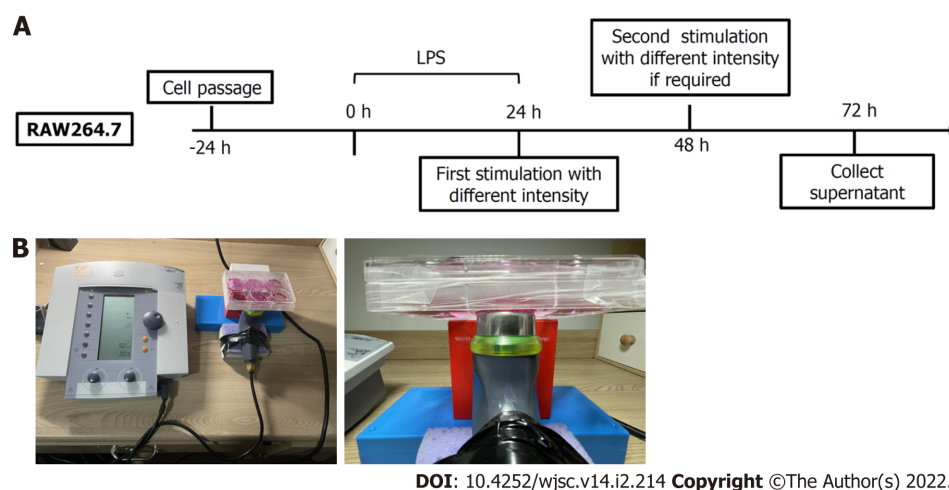 A
Second stimulation
with different intensity
if required
LPS
Cell passage
0 h
24 h
72 h
RAW264.7
-24 h
48 h
First stimulation with
different intensity
Collect
supernatant
B
DOI: 10.4252/wjsc.v14.i2.214 Copyright ©The Author(s) 2022.